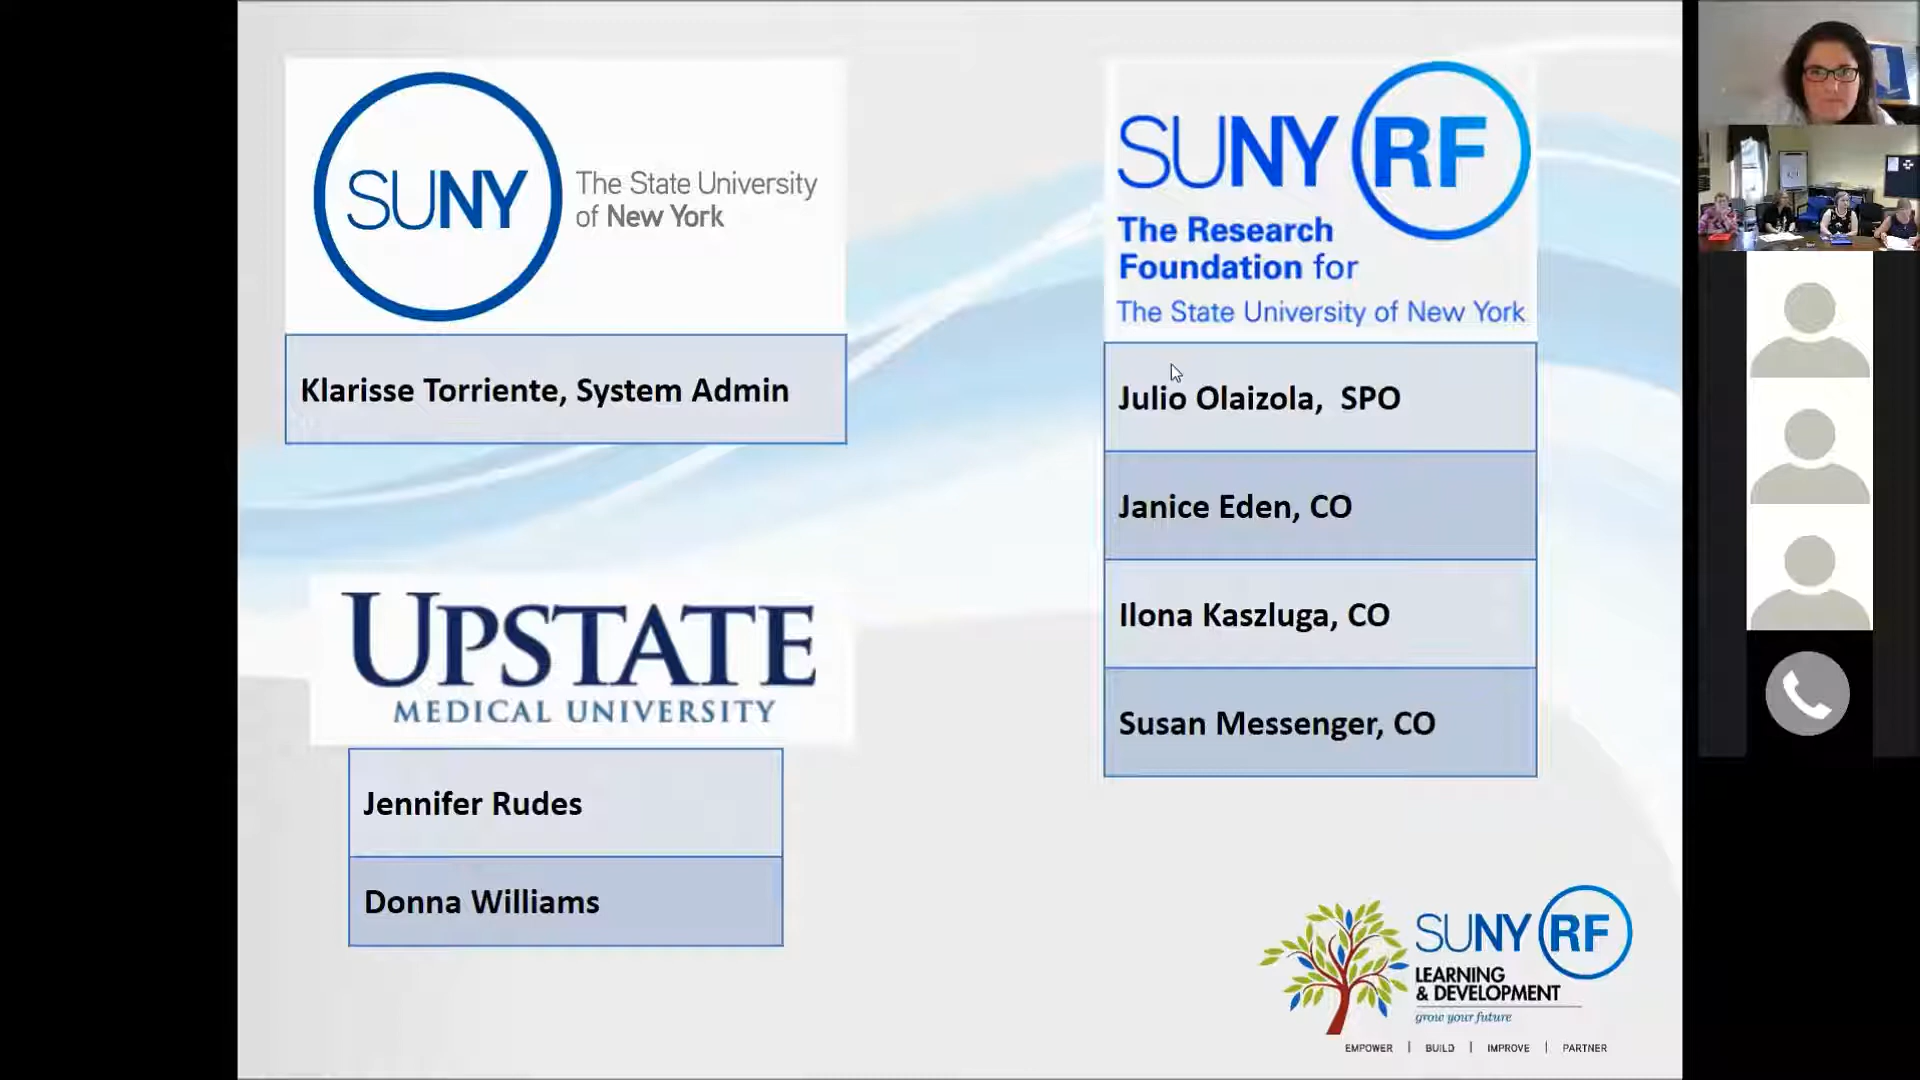 SUNY
The State University
of New York
Klarisse Torriente, System Admin
UPSTATE
MEDICAL UNIVERSITY
Jennifer Rudes
Donna Williams
SUNY RF
The Research
Foundation for
The State University of New York
Julio Olaizola,  SPO
Janice Eden, CO
Ilona Kaszluga, CO
Susan Messenger, CO
SUNY RF
LEARNING
& DEVELOPMENT
grow your future
EMPOWER | BUILD | IMPROVE | PARTNER